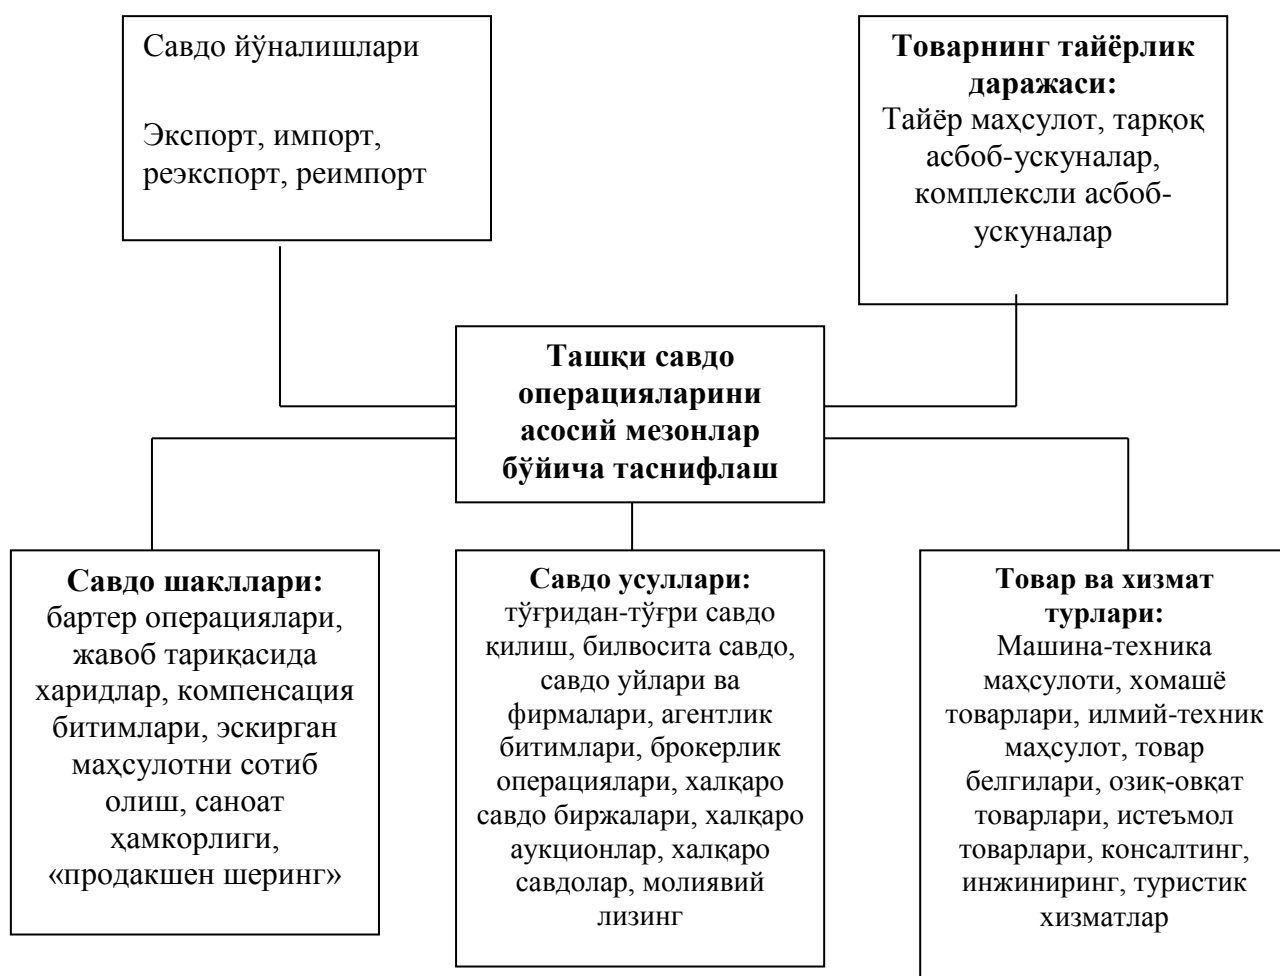 Савдо йўналишлари
Экспорт, импорт,
реэкспорт, реимпорт
Товарнинг тайёрлик
даражаси:
Тайёр маҳсулот, тарқоқ
асбоб-ускуналар,
комплексли асбоб-
ускуналар
Ташқи савдо
операцияларини
асосий мезонлар
бўйича таснифлаш
Савдо шакллари:
бартер операциялари,
жавоб тариқасида
харидлар, компенсация
битимлари, эскирган
маҳсулотни сотиб
олиш, саноат
ҳамкорлиги,
«продакшен шеринг»
Савдо усуллари:
тўғридан-тўғри савдо
қилиш, билвосита савдо,
савдо уйлари ва
фирмалари, агентлик
битимлари, брокерлик
операциялари, халқаро
савдо биржалари, халқаро
аукционлар, халқаро
савдолар, молиявий
лизинг
Товар ва хизмат
турлари:
Машина-техника
маҳсулоти, хомашё
товарлари, илмий-техник
маҳсулот, товар
белгилари, озиқ-овқат
товарлари, истеъмол
товарлари, консалтинг,
инжиниринг, туристик
хизматлар